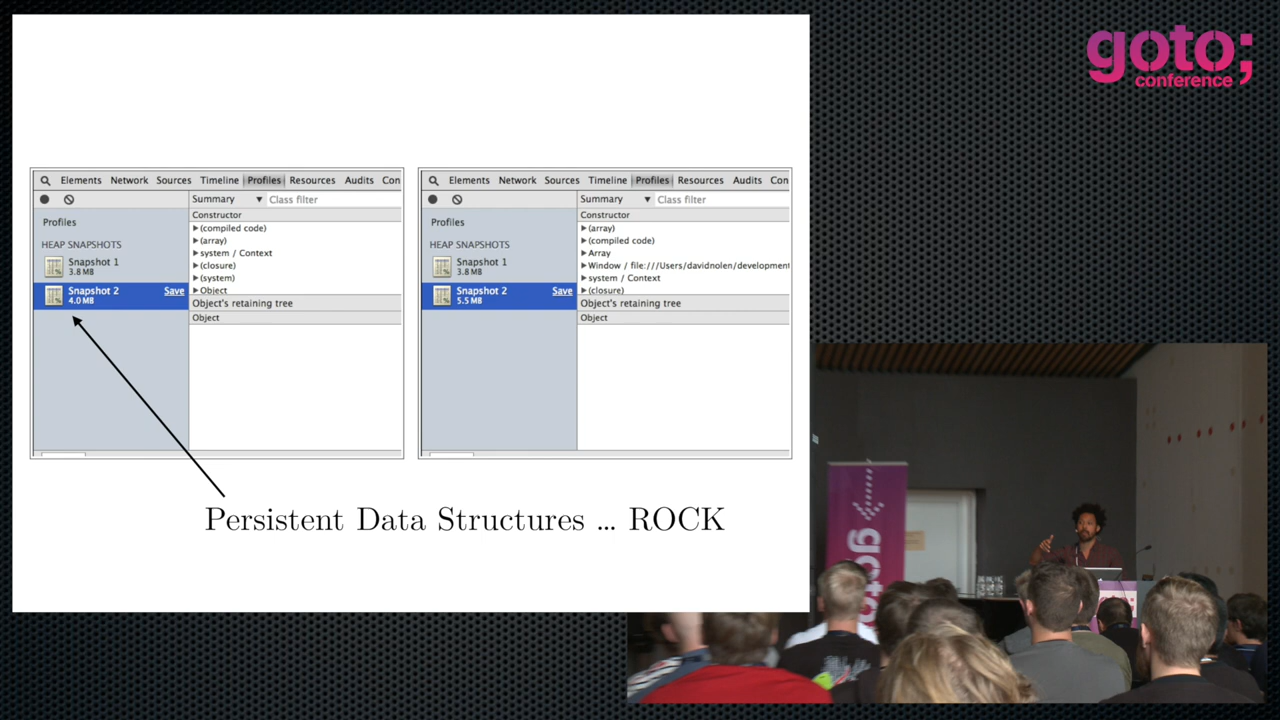 goto;
conference
Elements Network Sources Timeline Profiles Resources Audits Con
Summary ▼ Class filter
Profiles
Constructor
HEAP SNAPSHOTS
▶(compiled code)
▶(array)
▶system / Context
▶(closure)
▶(system)
▶Object
Snapshot 1
3.8 MB
Snapshot 2 Save
4.0 MB
Object's retaining tree
Object
Elements Network Sources Timeline Profiles Resources Audits Con
Summary ▼ Class filter
Profiles
Constructor
HEAP SNAPSHOTS
▶(array)
▶(compiled code)
▶Array
▶Window / file:///Users/davidnolen/development
▶system / Context
▶(closure)
Snapshot 1
3.8 MB
Snapshot 2 Save
5.5 MB
Object's retaining tree
Object
Persistent Data Structures ... ROCK
goto;